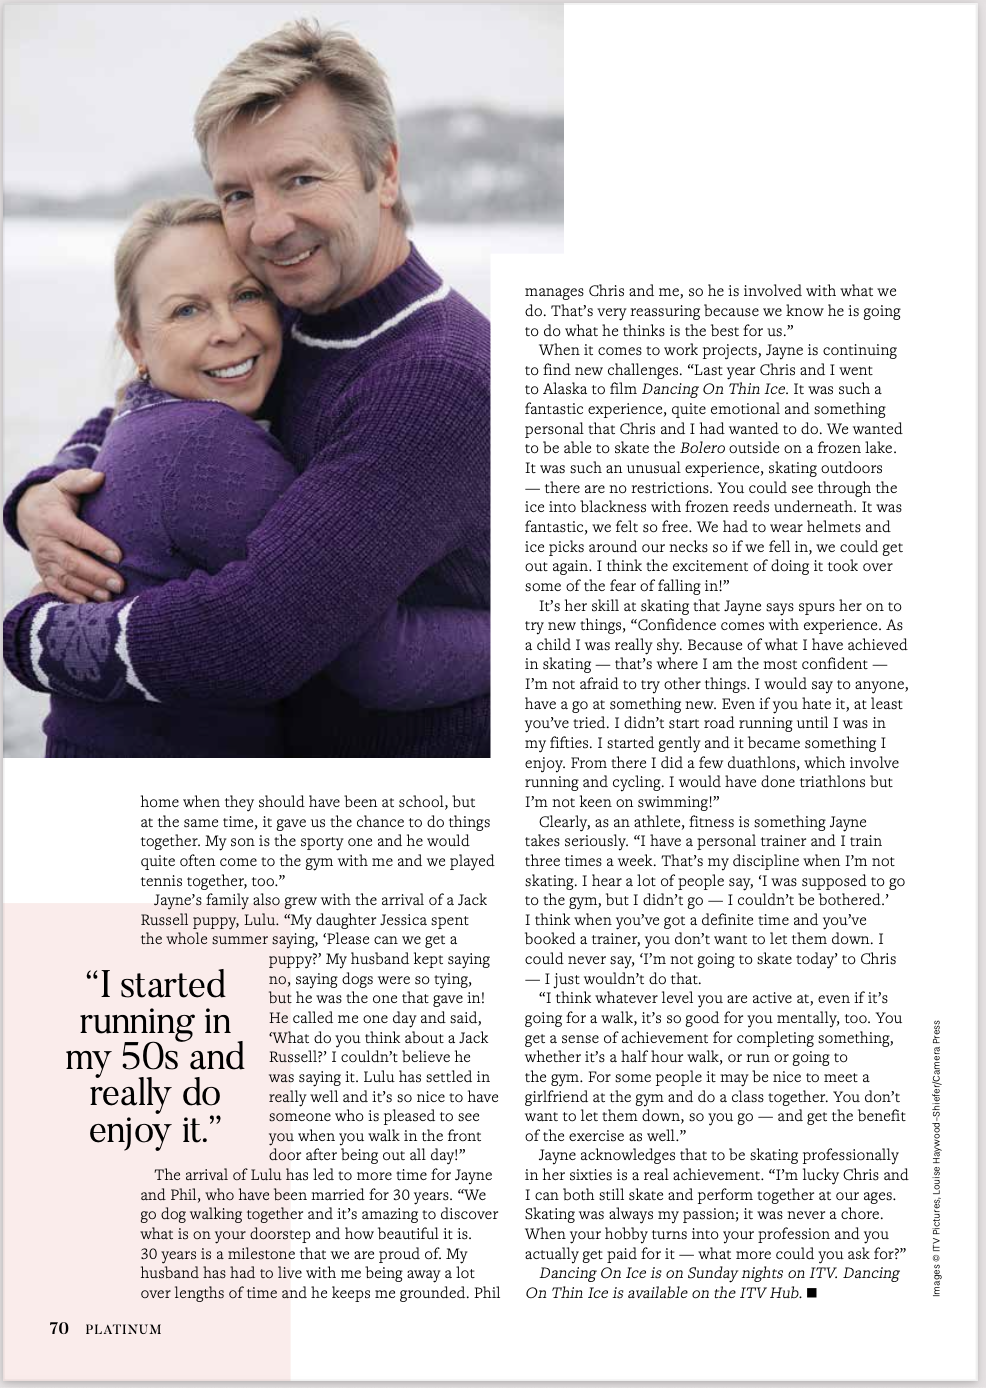 home when they should have been at school, but
at the same time, it gave us the chance to do things
together. My son is the sporty one and he would
quite often come to the gym with me and we played
tennis together, too.”
Jayne’s family also grew with the arrival of a Jack
Russell puppy, Lulu. “My daughter Jessica spent
the whole summer saying, ‘Please can we get a
puppy?’ My husband kept saying
no, saying dogs were so tying,
but he was the one that gave in!
He called me one day and said,
‘What do you think about a Jack
Russell?’ I couldn’t believe he
was saying it. Lulu has settled in
really well and it’s so nice to have
someone who is pleased to see
you when you walk in the front
door after being out all day!”
The arrival of Lulu has led to more time for Jayne
and Phil, who have been married for 30 years. “We
go dog walking together and it’s amazing to discover
what is on your doorstep and how beautiful it is.
30 years is a milestone that we are proud of. My
husband has had to live with me being away a lot
over lengths of time and he keeps me grounded. Phil
“I started
running in
my 50s and
really do
enjoy it.”
manages Chris and me, so he is involved with what we
do. That’s very reassuring because we know he is going
to do what he thinks is the best for us.”
When it comes to work projects, Jayne is continuing
to find new challenges. “Last year Chris and I went
to Alaska to film Dancing On Thin Ice. It was such a
fantastic experience, quite emotional and something
personal that Chris and I had wanted to do. We wanted
to be able to skate the Bolero outside on a frozen lake.
It was such an unusual experience, skating outdoors
— there are no restrictions. You could see through the
ice into blackness with frozen reeds underneath. It was
fantastic, we felt so free. We had to wear helmets and
ice picks around our necks so if we fell in, we could get
out again. I think the excitement of doing it took over
some of the fear of falling in!”
It’s her skill at skating that Jayne says spurs her on to
try new things, “Confidence comes with experience. As
a child I was really shy. Because of what I have achieved
in skating — that’s where I am the most confident —
I’m not afraid to try other things. I would say to anyone,
have a go at something new. Even if you hate it, at least
you’ve tried. I didn’t start road running until I was in
my fifties. I started gently and it became something I
enjoy. From there I did a few duathlons, which involve
running and cycling. I would have done triathlons but
I’m not keen on swimming!”
Clearly, as an athlete, fitness is something Jayne
takes seriously. “I have a personal trainer and I train
three times a week. That’s my discipline when I’m not
skating. I hear a lot of people say, ‘I was supposed to go
to the gym, but I didn’t go — I couldn’t be bothered.’
I think when you’ve got a definite time and you’ve
booked a trainer, you don’t want to let them down. I
could never say, ‘I’m not going to skate today’ to Chris
— I just wouldn’t do that.
“I think whatever level you are active at, even if it’s
going for a walk, it’s so good for you mentally, too. You
get a sense of achievement for completing something,
whether it’s a half hour walk, or run or going to
the gym. For some people it may be nice to meet a
girlfriend at the gym and do a class together. You don’t
want to let them down, so you go — and get the benefit
of the exercise as well.”
Jayne acknowledges that to be skating professionally
in her sixties is a real achievement. “I’m lucky Chris and
I can both still skate and perform together at our ages.
Skating was always my passion; it was never a chore.
When your hobby turns into your profession and you
actually get paid for it — what more could you ask for?”
Dancing On Ice is on Sunday nights on ITV. Dancing
On Thin Ice is available on the ITV Hub. ■
Images © ITV Pictures, Louise Haywood-Shiefer/Camera Press
70 PLATINUM